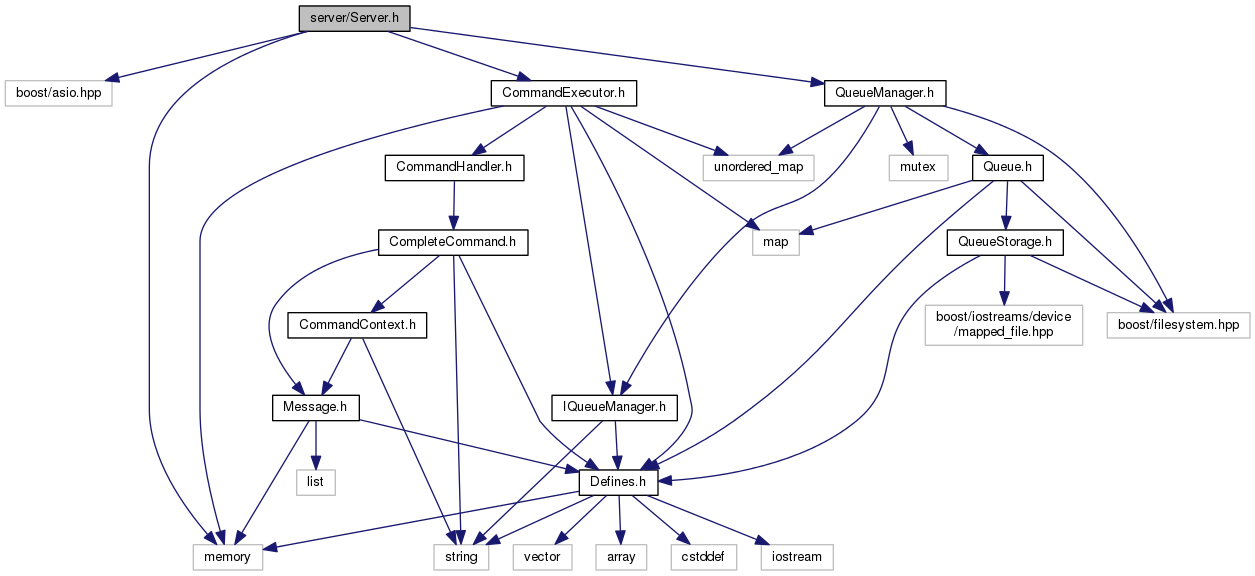 server/Server.h
boost/asio.hpp
CommandExecutor.h
QueueManager.h
CommandHandler.h
unordered_map
mutex
Queue.h
CompleteCommand.h
map
QueueStorage.h
CommandContext.h
boost/iostreams/device
/mapped_file.hpp
boost/filesystem.hpp
Message.h
IQueueManager.h
list
Defines.h
memory
string
vector
array
cstddef
iostream